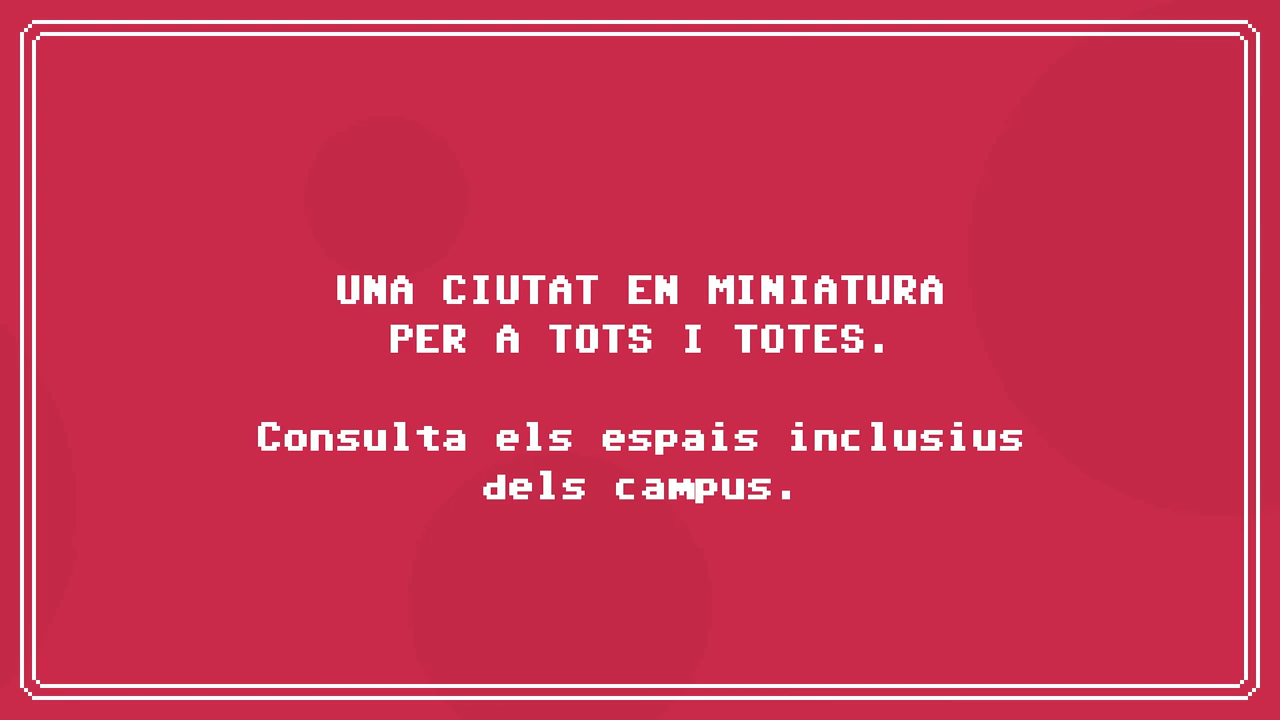 UNA CIUTAT EN MINIATURA
PER A TOTS I TOTES.
Consulta els espais inclusius
dels campus.